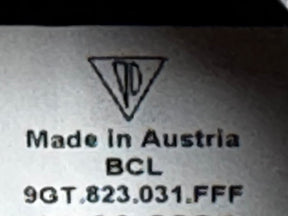 Made in Austria
BCL
9GT.823.031.FFF